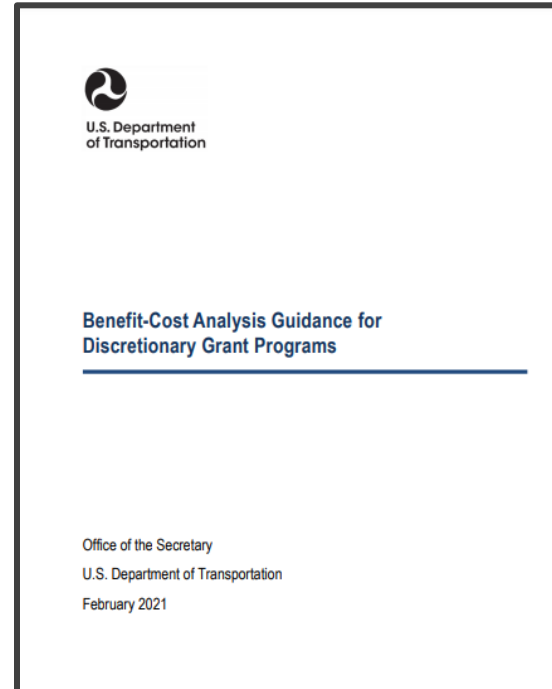 U.S. Department
of Transportation
Benefit-Cost Analysis Guidance for
Discretionary Grant Programs
Office of the Secretary
U.S. Department of Transportation
February 2021